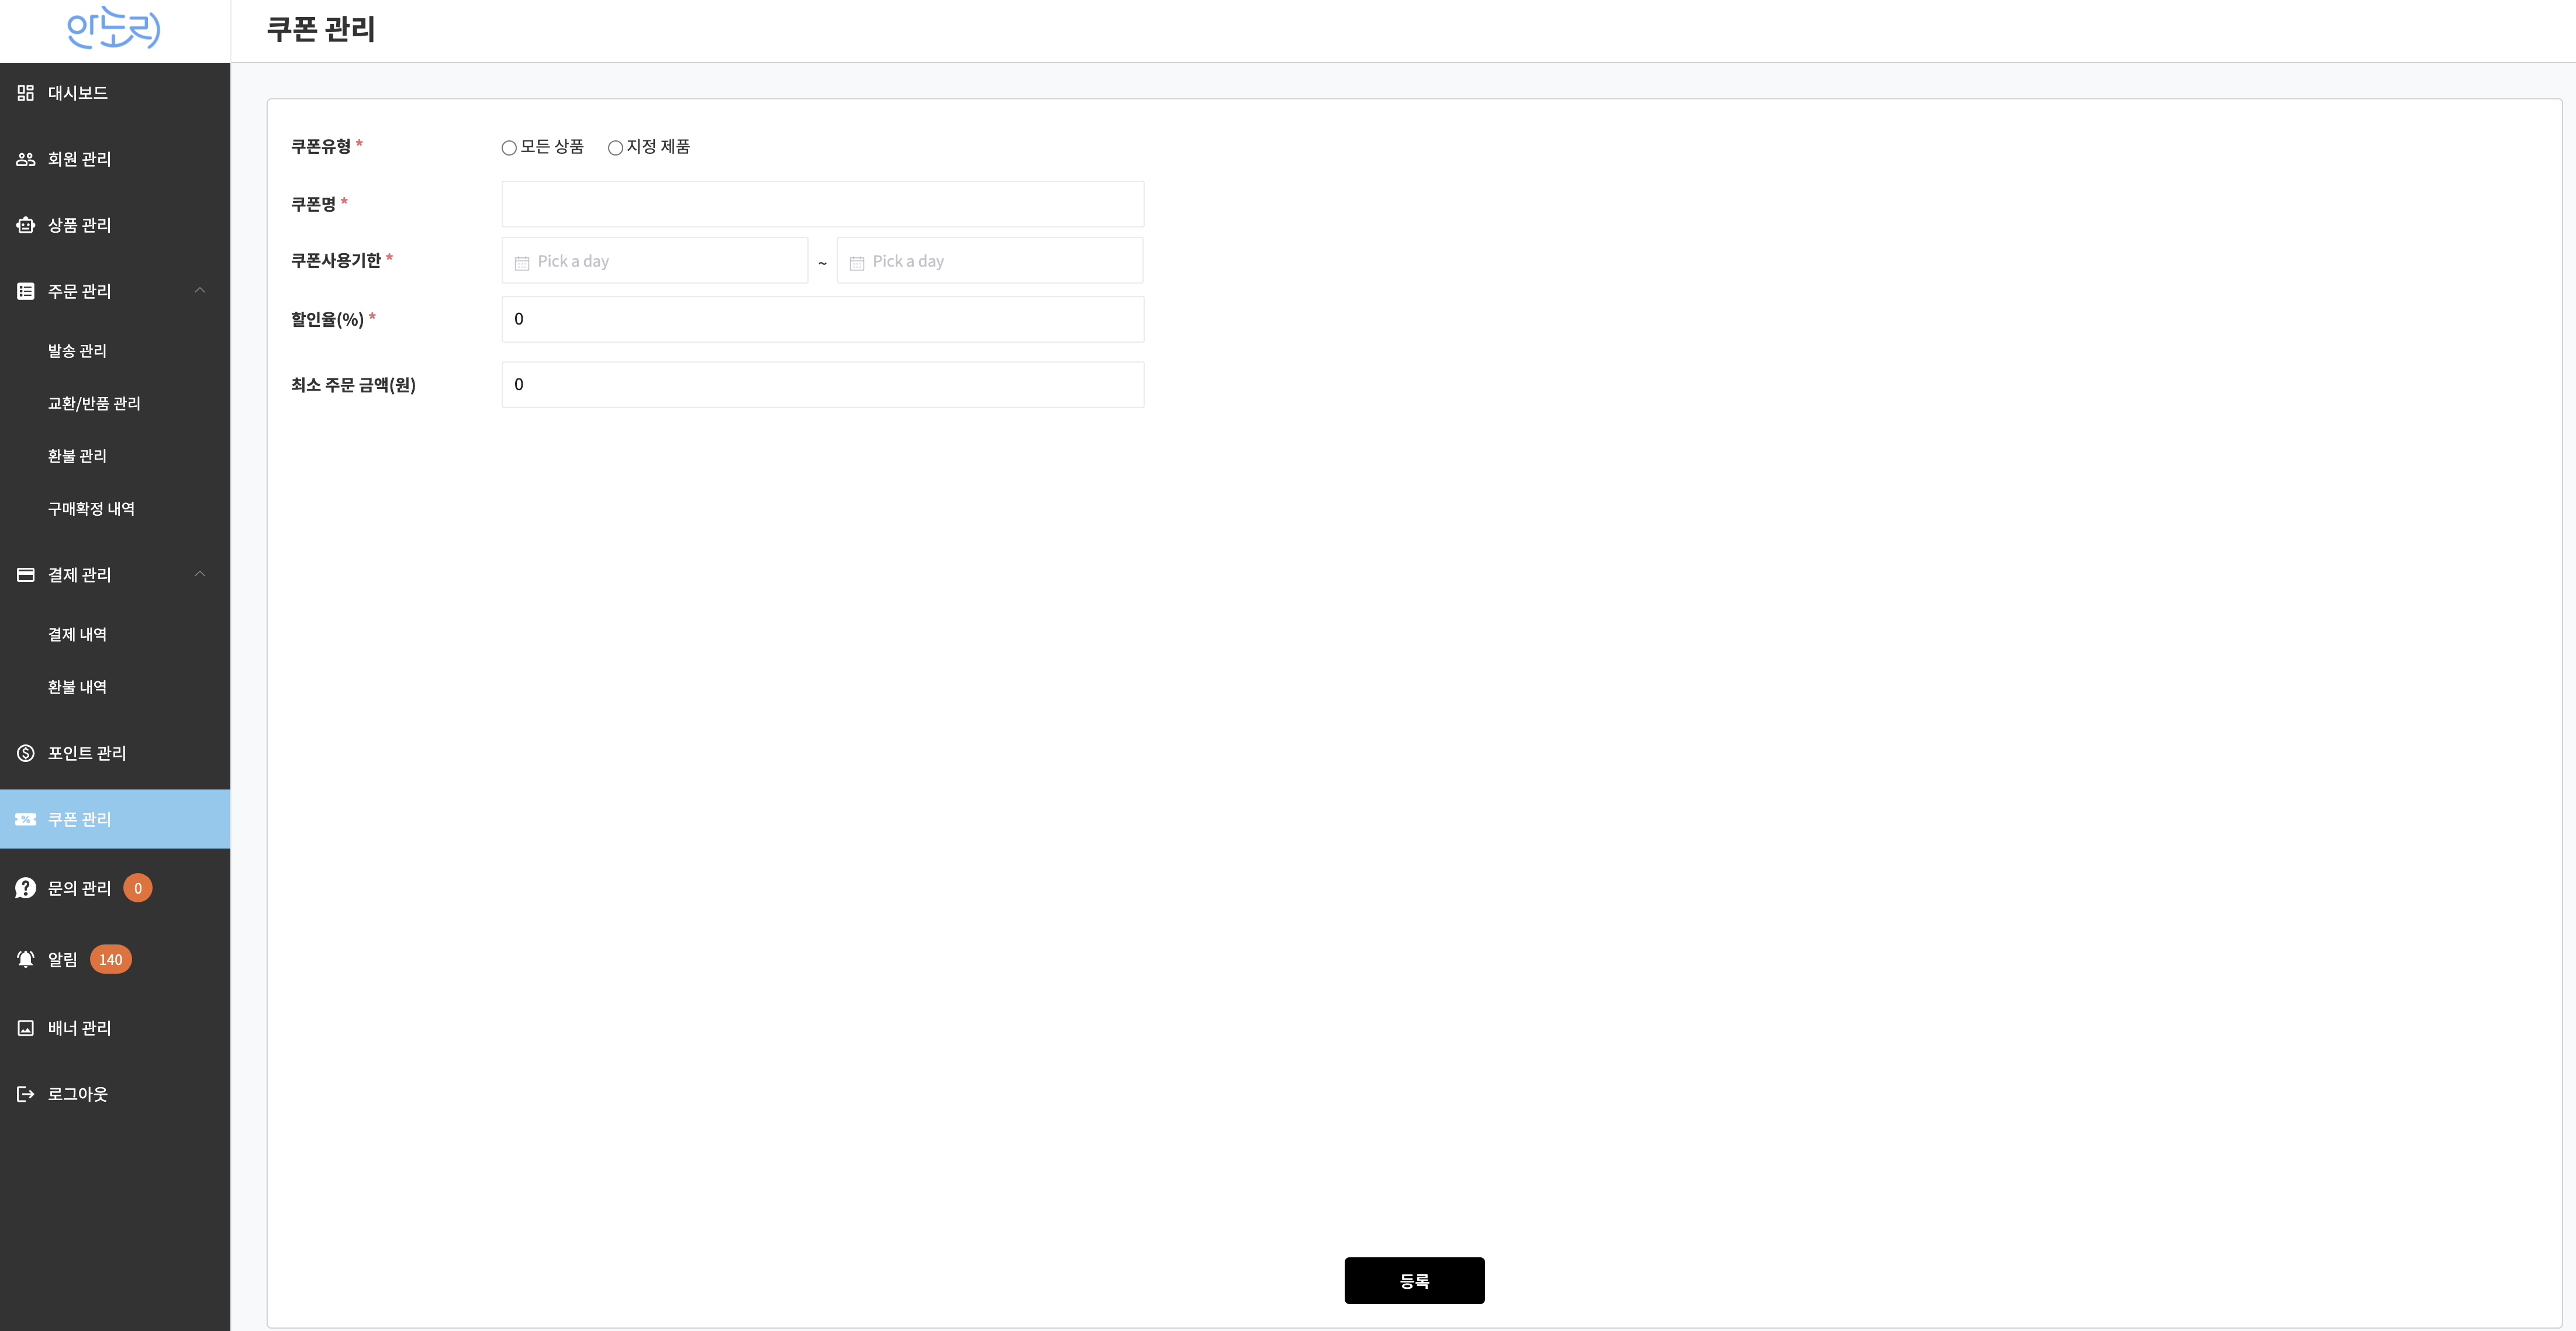 안노리
쿠폰 관리
대시보드
회원 관리
상품 관리
주문 관리
발송 관리
교환/반품 관리
환불 관리
구매확정 내역
결제 관리
결제 내역
환불 내역
포인트 관리
쿠폰 관리
문의 관리 0
알림 140
배너 관리
로그아웃
쿠폰유형 * 모든 상품 지정 제품
쿠폰명 *
쿠폰사용기한 * Pick a day ~ Pick a day
할인율(%) * 0
최소 주문 금액(원) 0
등록